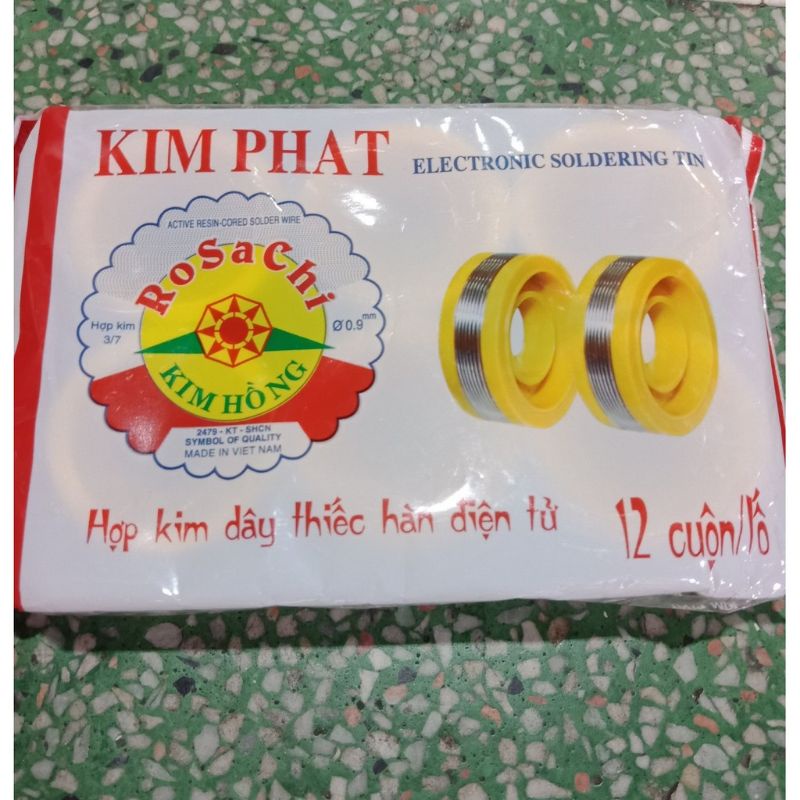 KIM PHAT
ELECTRONIC SOLDERING TIN
ACTIVE RESIN-CORED SOLDER WIRE
RoSaChi
Hợp kim
3/7
Ø 0.9 mm
KIM HỒNG
2479 - KT - SHCN
SYMBOL OF QUALITY
MADE IN VIET NAM
Hợp kim dây thiếc hàn điện tử
12 cuộn/lố